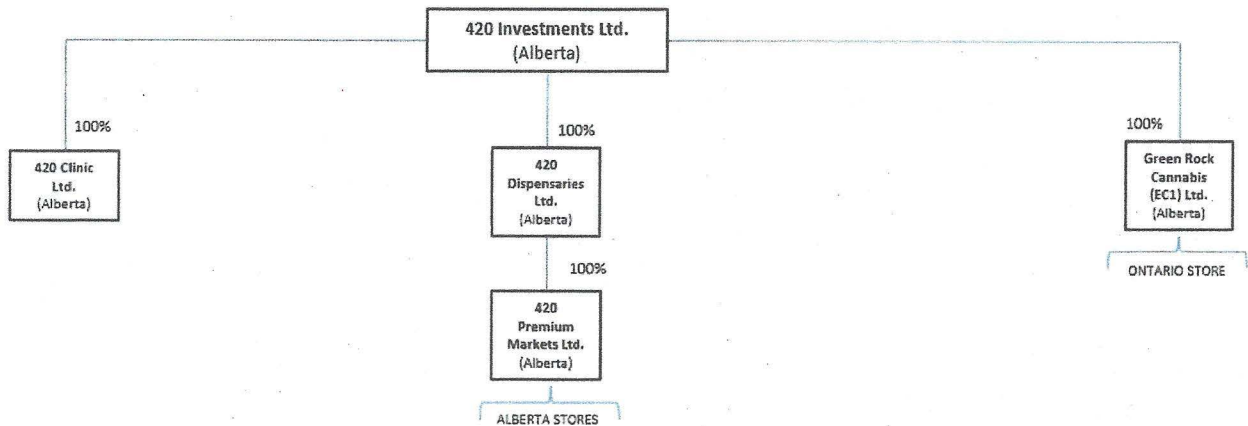 420 Investments Ltd.
(Alberta)
100%
100%
100%
420 Clinic
Ltd.
(Alberta)
420
Dispensaries
Ltd.
(Alberta)
Green Rock
Cannabis
(EC1) Ltd.
(Alberta)
100%
ONTARIO STORE
420
Premium
Markets Ltd.
(Alberta)
ALBERTA STORES